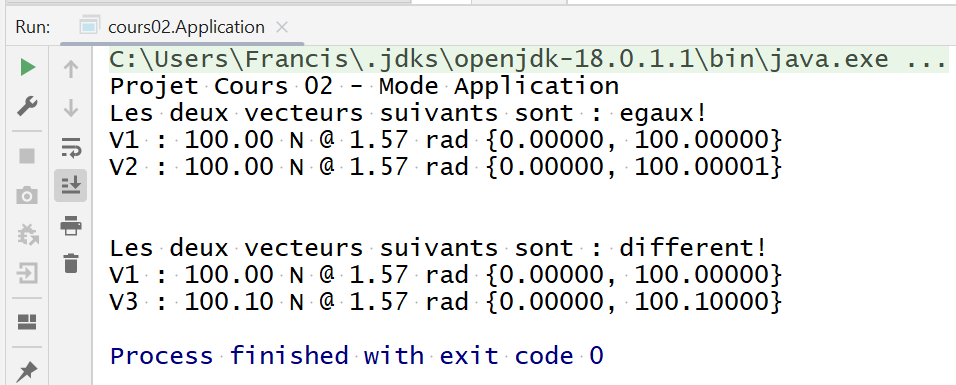 Run: cours02.Application
C:\Users\Francis\.jdks\openjdk-18.0.1.1\bin\java.exe ...
Projet Cours 02 - Mode Application
Les deux vecteurs suivants sont : egaux!
V1 : 100.00 N @ 1.57 rad {0.00000, 100.00000}
V2 : 100.00 N @ 1.57 rad {0.00000, 100.00001}
Les deux vecteurs suivants sont : different!
V1 : 100.00 N @ 1.57 rad {0.00000, 100.00000}
V3 : 100.10 N @ 1.57 rad {0.00000, 100.10000}
Process finished with exit code 0